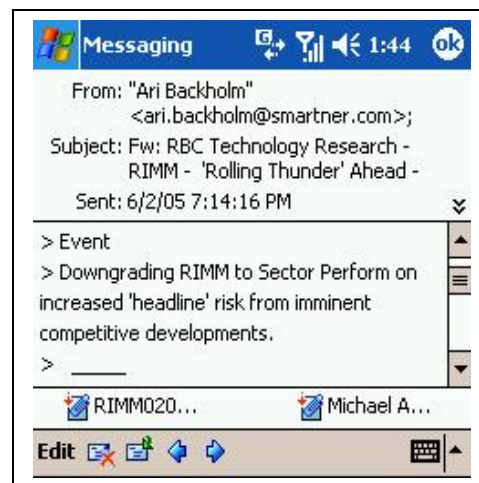 Messaging G 1:44 ok
From: "Ari Backholm"
<ari.backholm@smartner.com>;
Subject: Fw: RBC Technology Research -
RIMM - 'Rolling Thunder' Ahead -
Sent: 6/2/05 7:14:16 PM
> Event
> Downgrading RIMM to Sector Perform on
increased 'headline' risk from imminent
competitive developments.
> _____
RIMM020... Michael A...
Edit